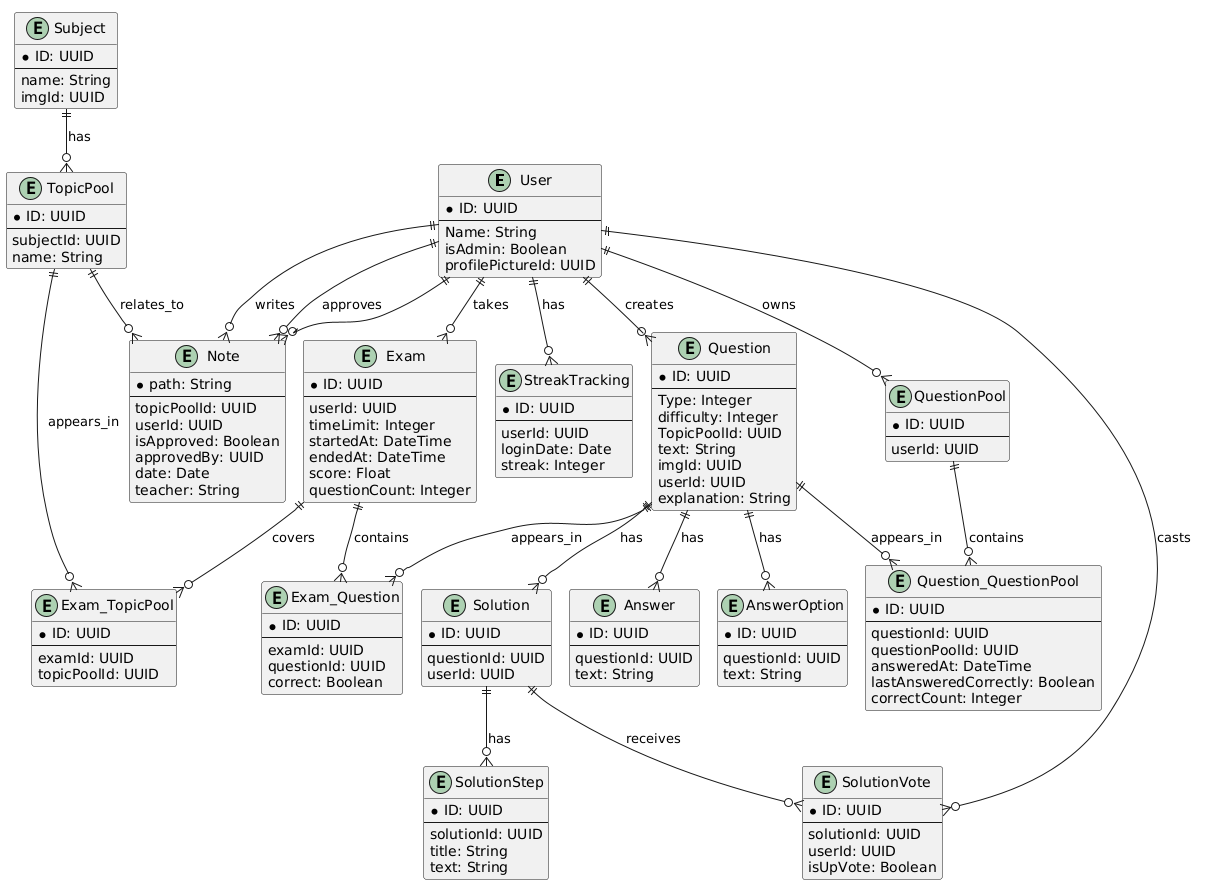 E Subject
* ID: UUID
name: String
imgId: UUID
has
E TopicPool
* ID: UUID
subjectId: UUID
name: String
E User
* ID: UUID
Name: String
isAdmin: Boolean
profilePictureId: UUID
relates_to
writes
approves
takes
has
creates
owns
E Note
* path: String
topicPoolId: UUID
userId: UUID
isApproved: Boolean
approvedBy: UUID
date: Date
teacher: String
E Exam
* ID: UUID
userId: UUID
timeLimit: Integer
startedAt: DateTime
endedAt: DateTime
score: Float
questionCount: Integer
E StreakTracking
* ID: UUID
userId: UUID
loginDate: Date
streak: Integer
E Question
* ID: UUID
Type: Integer
difficulty: Integer
TopicPoolId: UUID
text: String
imgId: UUID
userId: UUID
explanation: String
E QuestionPool
* ID: UUID
userId: UUID
appears_in
covers
contains
appears_in
has
has
has
appears_in
contains
casts
E Exam_TopicPool
* ID: UUID
examId: UUID
topicPoolId: UUID
E Exam_Question
* ID: UUID
examId: UUID
questionId: UUID
correct: Boolean
E Solution
* ID: UUID
questionId: UUID
userId: UUID
E Answer
* ID: UUID
questionId: UUID
text: String
E AnswerOption
* ID: UUID
questionId: UUID
text: String
E Question_QuestionPool
* ID: UUID
questionId: UUID
questionPoolId: UUID
answeredAt: DateTime
lastAnsweredCorrectly: Boolean
correctCount: Integer
has
receives
E SolutionStep
* ID: UUID
solutionId: UUID
title: String
text: String
E SolutionVote
* ID: UUID
solutionId: UUID
userId: UUID
isUpVote: Boolean